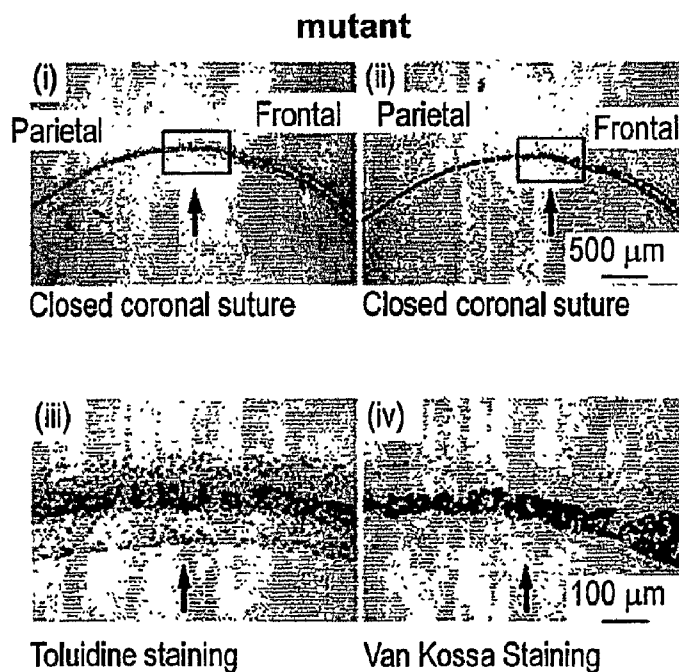 mutant
(i)
Parietal
Frontal
Closed coronal suture
(ii)
Parietal
Frontal
500 μm
Closed coronal suture
(iii)
Toluidine staining
(iv)
100 μm
Van Kossa Staining